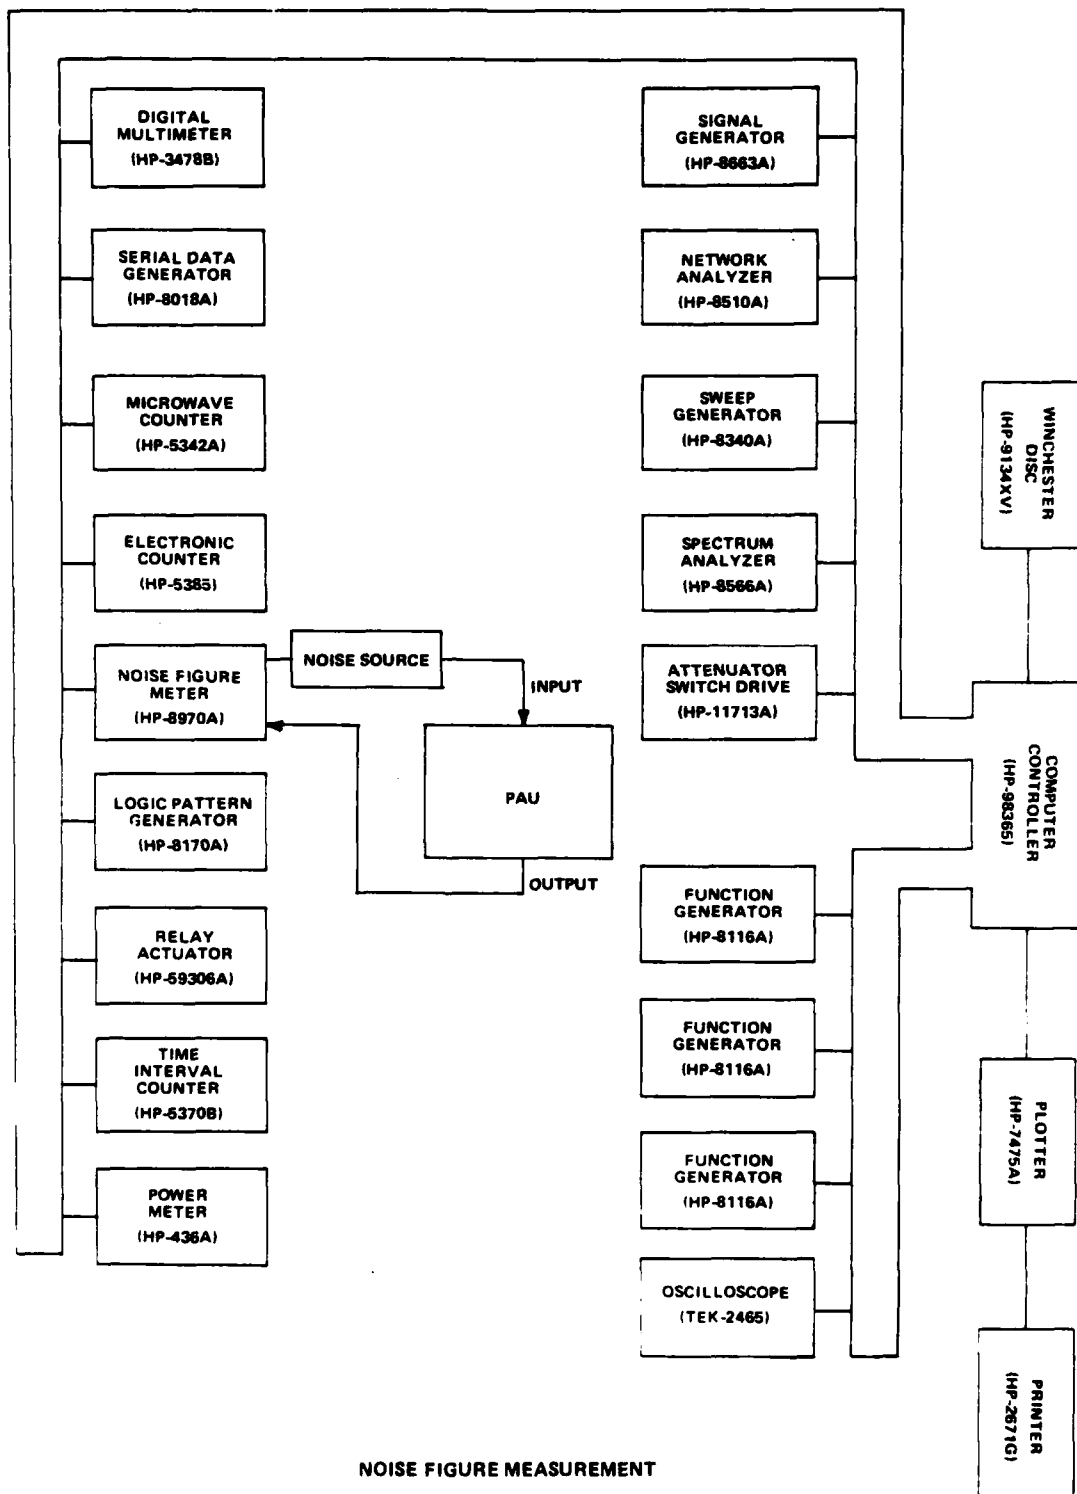 DIGITAL
MULTIMETER
(HP-3478B)
SERIAL DATA
GENERATOR
(HP-8018A)
MICROWAVE
COUNTER
(HP-5342A)
ELECTRONIC
COUNTER
(HP-5385)
NOISE FIGURE
METER
(HP-8970A)
LOGIC PATTERN
GENERATOR
(HP-8170A)
RELAY
ACTUATOR
(HP-59306A)
TIME
INTERVAL
COUNTER
(HP-5370B)
POWER
METER
(HP-436A)
NOISE SOURCE
INPUT
PAU
OUTPUT
SIGNAL
GENERATOR
(HP-8663A)
NETWORK
ANALYZER
(HP-8510A)
SWEEP
GENERATOR
(HP-8340A)
SPECTRUM
ANALYZER
(HP-8566A)
ATTENUATOR
SWITCH DRIVE
(HP-11713A)
FUNCTION
GENERATOR
(HP-8116A)
FUNCTION
GENERATOR
(HP-8116A)
FUNCTION
GENERATOR
(HP-8116A)
OSCILLOSCOPE
(TEK-2465)
WINCHESTER
DISC
(HP-9134XV)
COMPUTER
CONTROLLER
(HP-98365)
PLOTTER
(HP-7475A)
PRINTER
(HP-2671G)
NOISE FIGURE MEASUREMENT